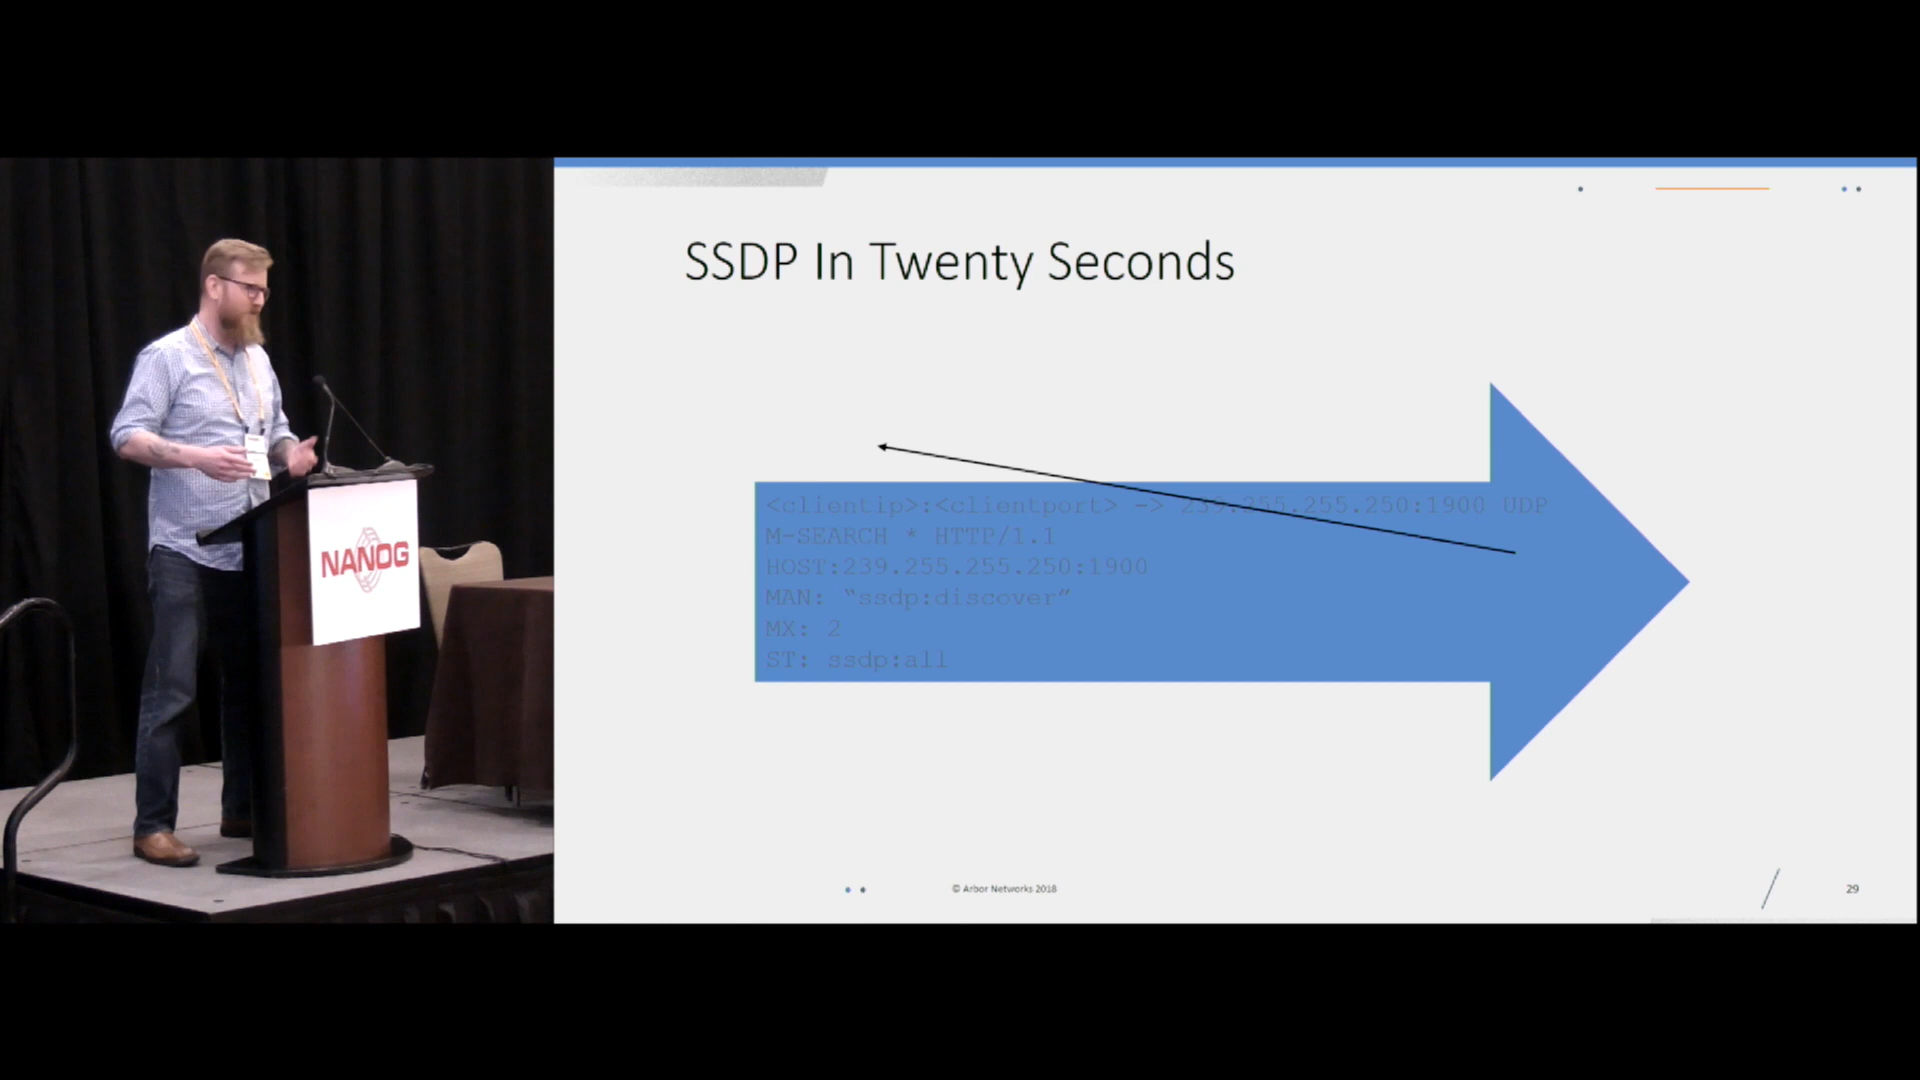 SSDP In Twenty Seconds
<clientip>:<clientport> -> 239.255.255.250:1900 UDP
M-SEARCH * HTTP/1.1
HOST:239.255.255.250:1900
MAN: “ssdp:discover”
MX: 2
ST: ssdp:all
NANOG
© Arbor Networks 2018
29